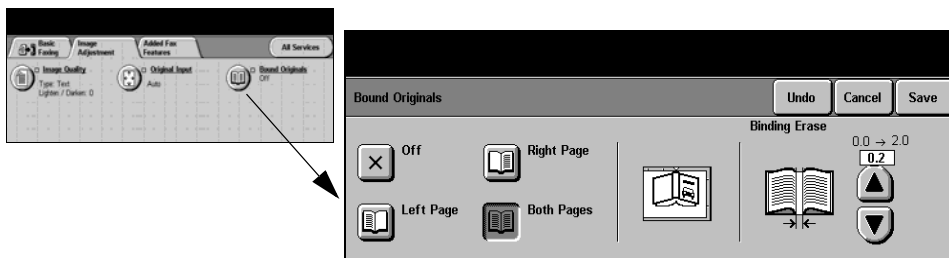 Basic Faxing
Image Adjustment
Added Fax Features
All Services
Image Quality
Type: Text
Lighten / Darken: 0
Original Input
Auto
Bound Originals
Off
Bound Originals
Undo
Cancel
Save
Off
Right Page
Left Page
Both Pages
Binding Erase
0.0 → 2.0
0.2